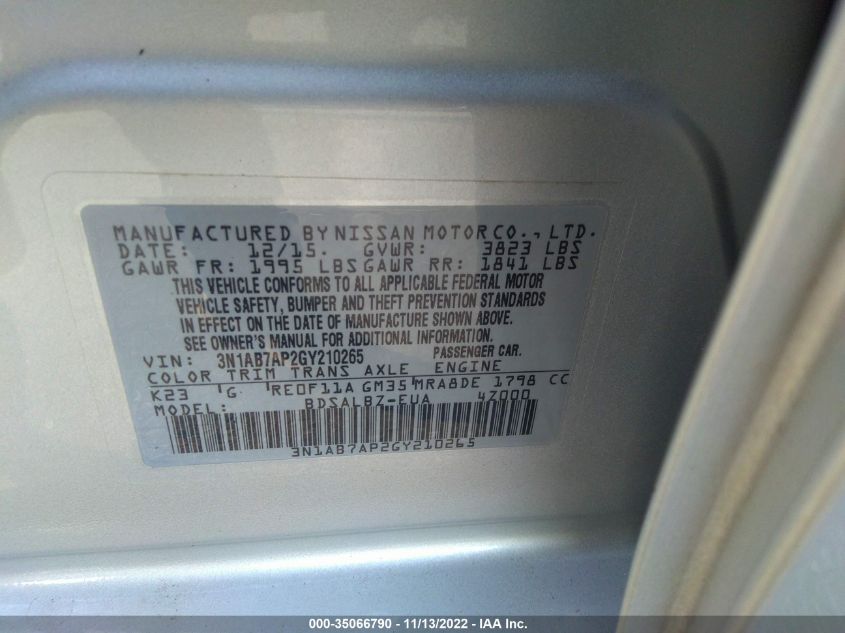 MANUFACTURED BY NISSAN MOTOR CO., LTD.
DATE: 12/15. GVWR: 3823 LBS
GAWR FR: 1995 LBS GAWR RR: 1841 LBS
THIS VEHICLE CONFORMS TO ALL APPLICABLE FEDERAL MOTOR
VEHICLE SAFETY, BUMPER AND THEFT PREVENTION STANDARDS
IN EFFECT ON THE DATE OF MANUFACTURE SHOWN ABOVE.
SEE OWNER'S MANUAL FOR ADDITIONAL INFORMATION.
VIN: 3N1AB7AP2GY210265 PASSENGER CAR.
COLOR TRIM TRANS AXLE ENGINE
K23 G RE0F11A GM35 MRA8DE 1798 CC
MODEL: BDSALBZ-EUA 4Z000
3N1AB7AP2GY210265
000-35066790 - 11/13/2022 - IAA Inc.